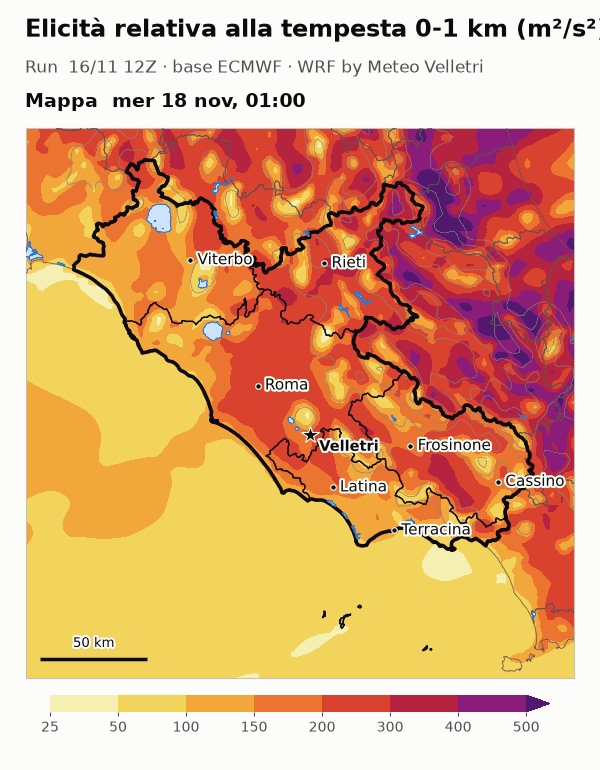 Elicità relativa alla tempesta 0-1 km (m²/s²)
Run 16/11 12Z · base ECMWF · WRF by Meteo Velletri
Mappa mer 18 nov, 01:00
Viterbo
Rieti
Roma
Velletri
Frosinone
Cassino
Latina
Terracina
50 km
25 50 100 150 200 300 400 500